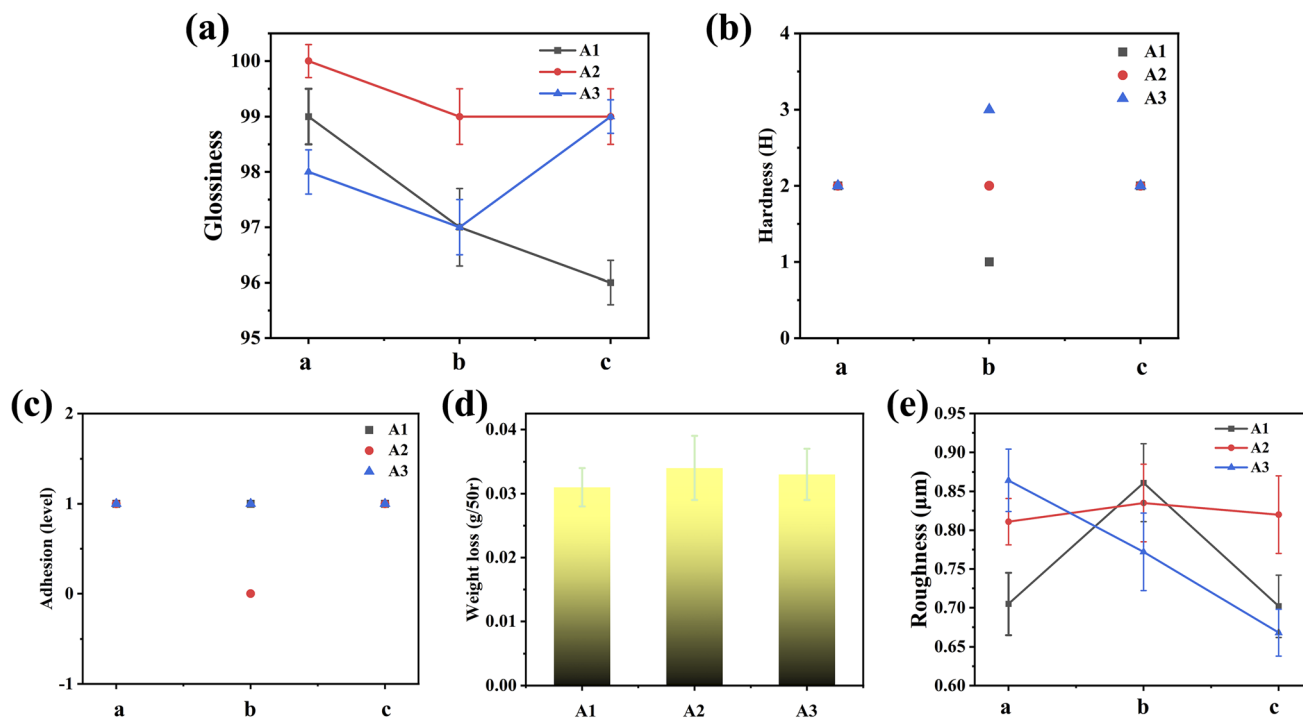 (a)
Glossiness
100
99
98
97
96
95
a
b
c
A1
A2
A3
(b)
Hardness (H)
4
3
2
1
0
a
b
c
A1
A2
A3
(c)
Adhesion (level)
2
1
0
-1
a
b
c
A1
A2
A3
(d)
Weight loss (g/50r)
0.04
0.03
0.02
0.01
0.00
A1
A2
A3
(e)
Roughness (μm)
0.95
0.90
0.85
0.80
0.75
0.70
0.65
0.60
a
b
c
A1
A2
A3